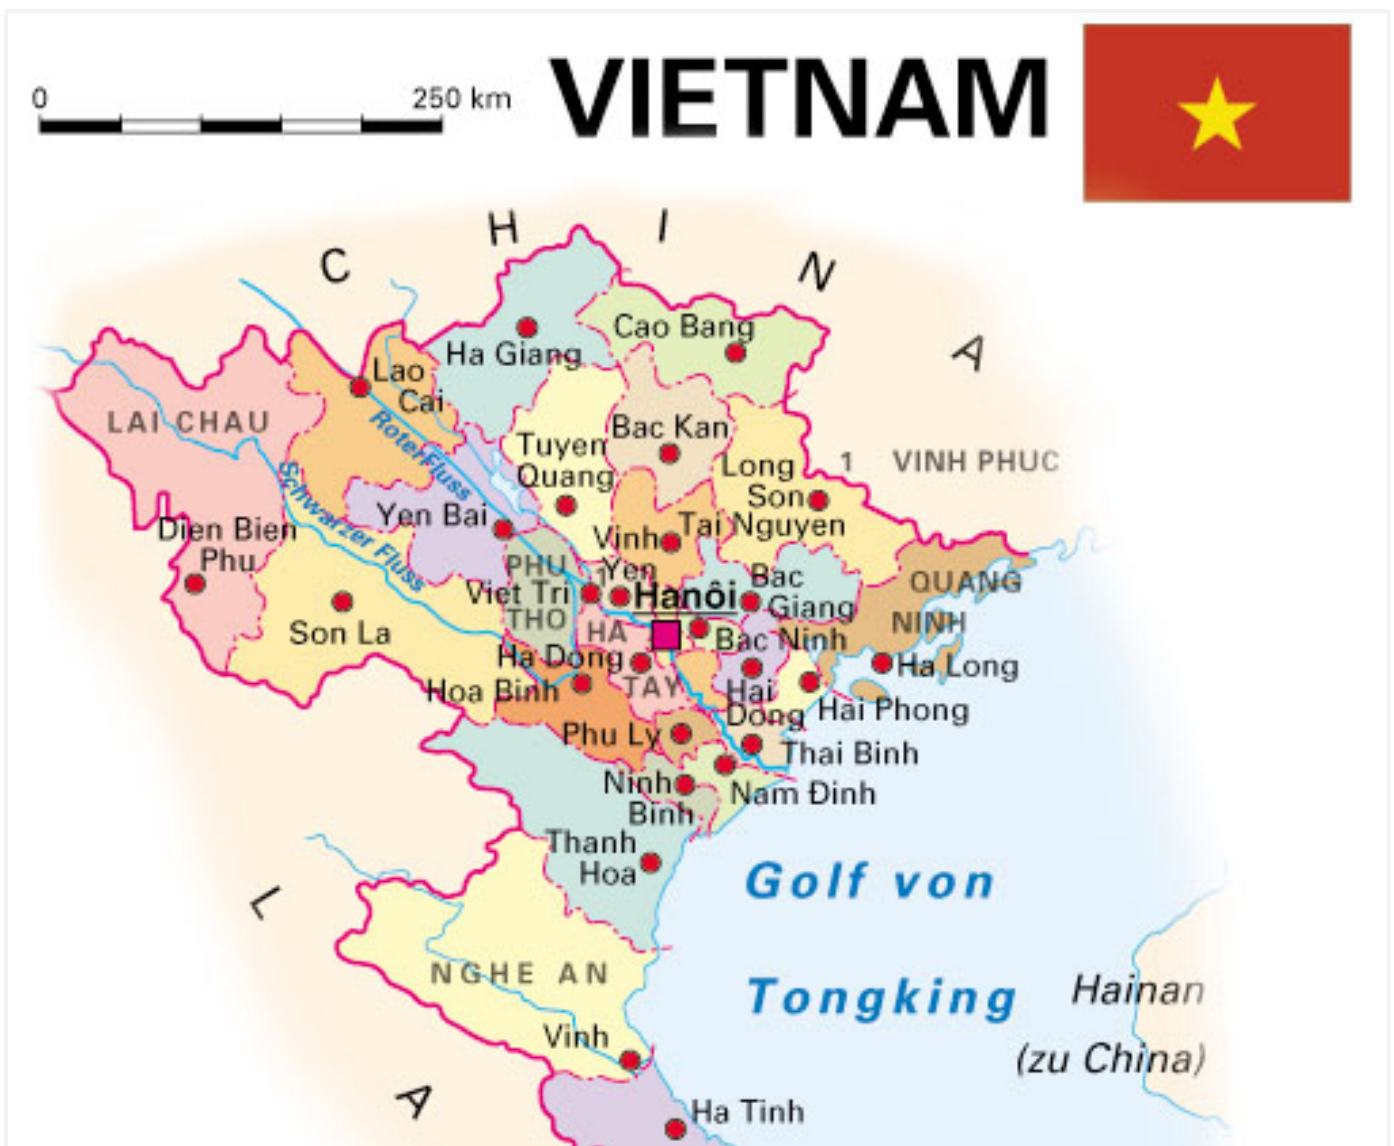 VIETNAM
0 250 km
C H I N A
Ha Giang
Cao Bang
Lao
Cai
LAI CHAU
Roter Fluss
Bac Kan
Tuyen
Quang
Long
Son
1 VINH PHUC
Schwarzer Fluss
Yen Bai
Dien Bien
Phu
Vinh
Yen
Tai Nguyen
PHU
THO
Viet Tri
1
Hanôi
Bac
Giang
QUANG
NINH
Son La
HA
TAY
Bac Ninh
Ha Dong
Ha Long
Hoa Binh
Hai
Dong
Hai Phong
Phu Ly
Thai Binh
Ninh
Binh
Nam Đinh
Thanh
Hoa
Golf von
Tongking
L
A
NGHE AN
Hainan
(zu China)
Vinh
Ha Tinh